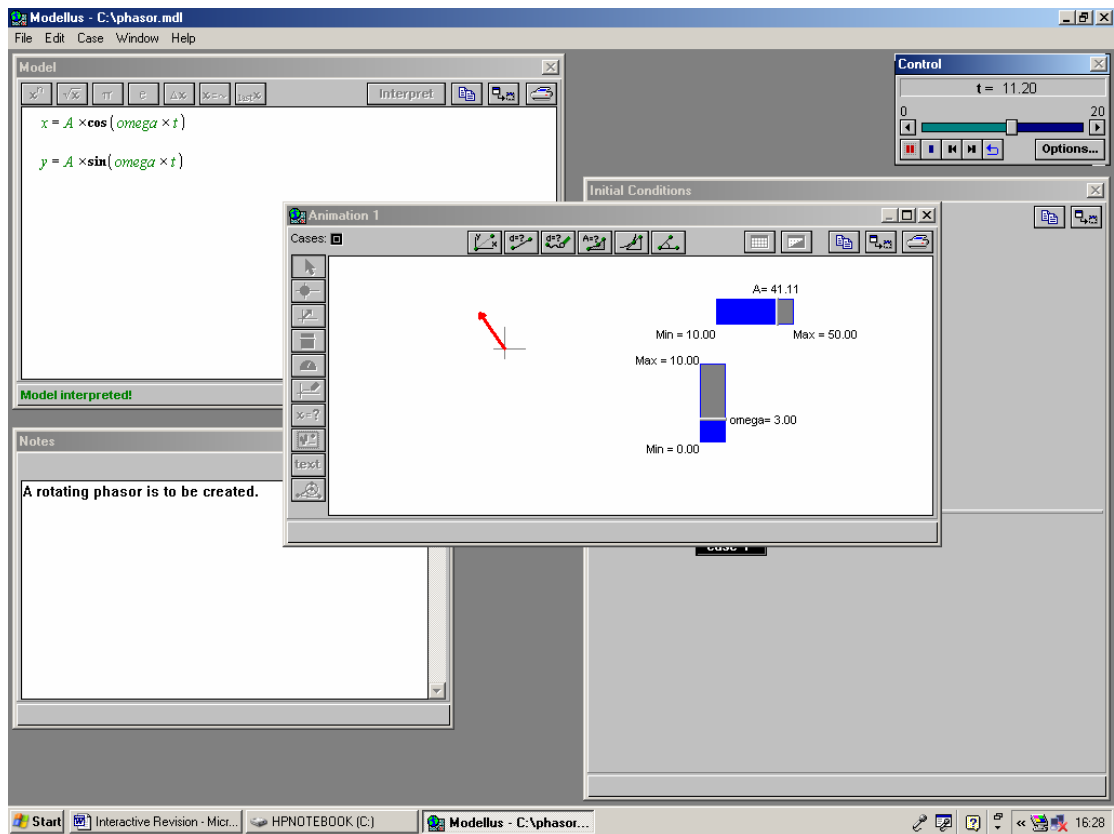 Modellus - C:\phasor.mdl
File Edit Case Window Help
Model
xⁿ √x π e Δx lastX Interpret
x = A ×cos(omega × t)
y = A ×sin(omega × t)
Model interpreted!
Control
t = 11.20
0 20
Options...
Initial Conditions
Animation 1
Cases:
A= 41.11
Min = 10.00 Max = 50.00
Max = 10.00
omega= 3.00
Min = 0.00
x=?
text
Notes
A rotating phasor is to be created.
Start Interactive Revision - Micr... HPNOTEBOOK (C:) Modellus - C:\phasor... « 16:28